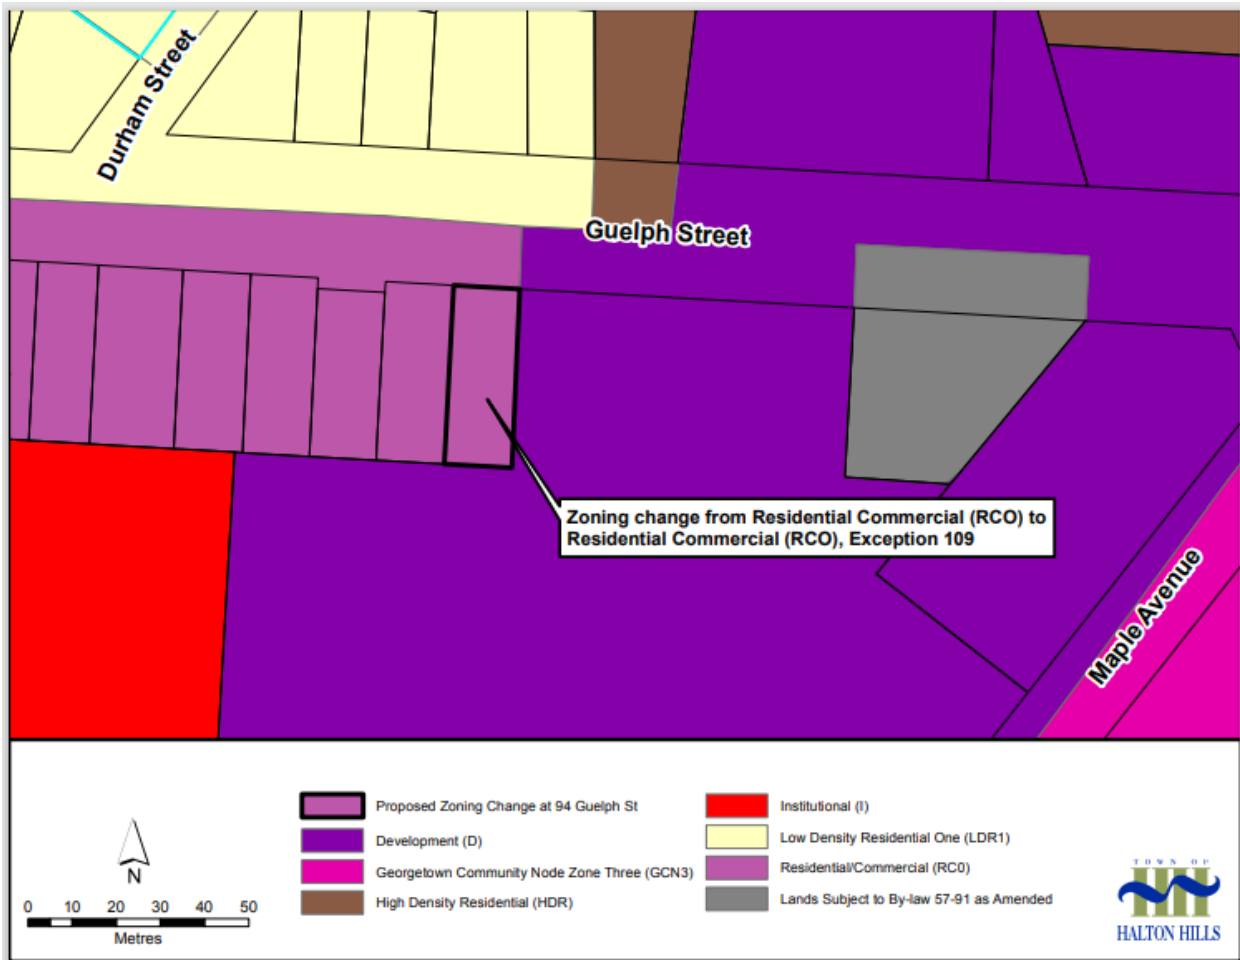 Durham Street
Guelph Street
Zoning change from Residential Commercial (RCO) to
Residential Commercial (RCO), Exception 109
Maple Avenue
N
0 10 20 30 40 50
Metres
Proposed Zoning Change at 94 Guelph St
Development (D)
Georgetown Community Node Zone Three (GCN3)
High Density Residential (HDR)
Institutional (I)
Low Density Residential One (LDR1)
Residential/Commercial (RC0)
Lands Subject to By-law 57-91 as Amended
TOWN OF
HALTON HILLS